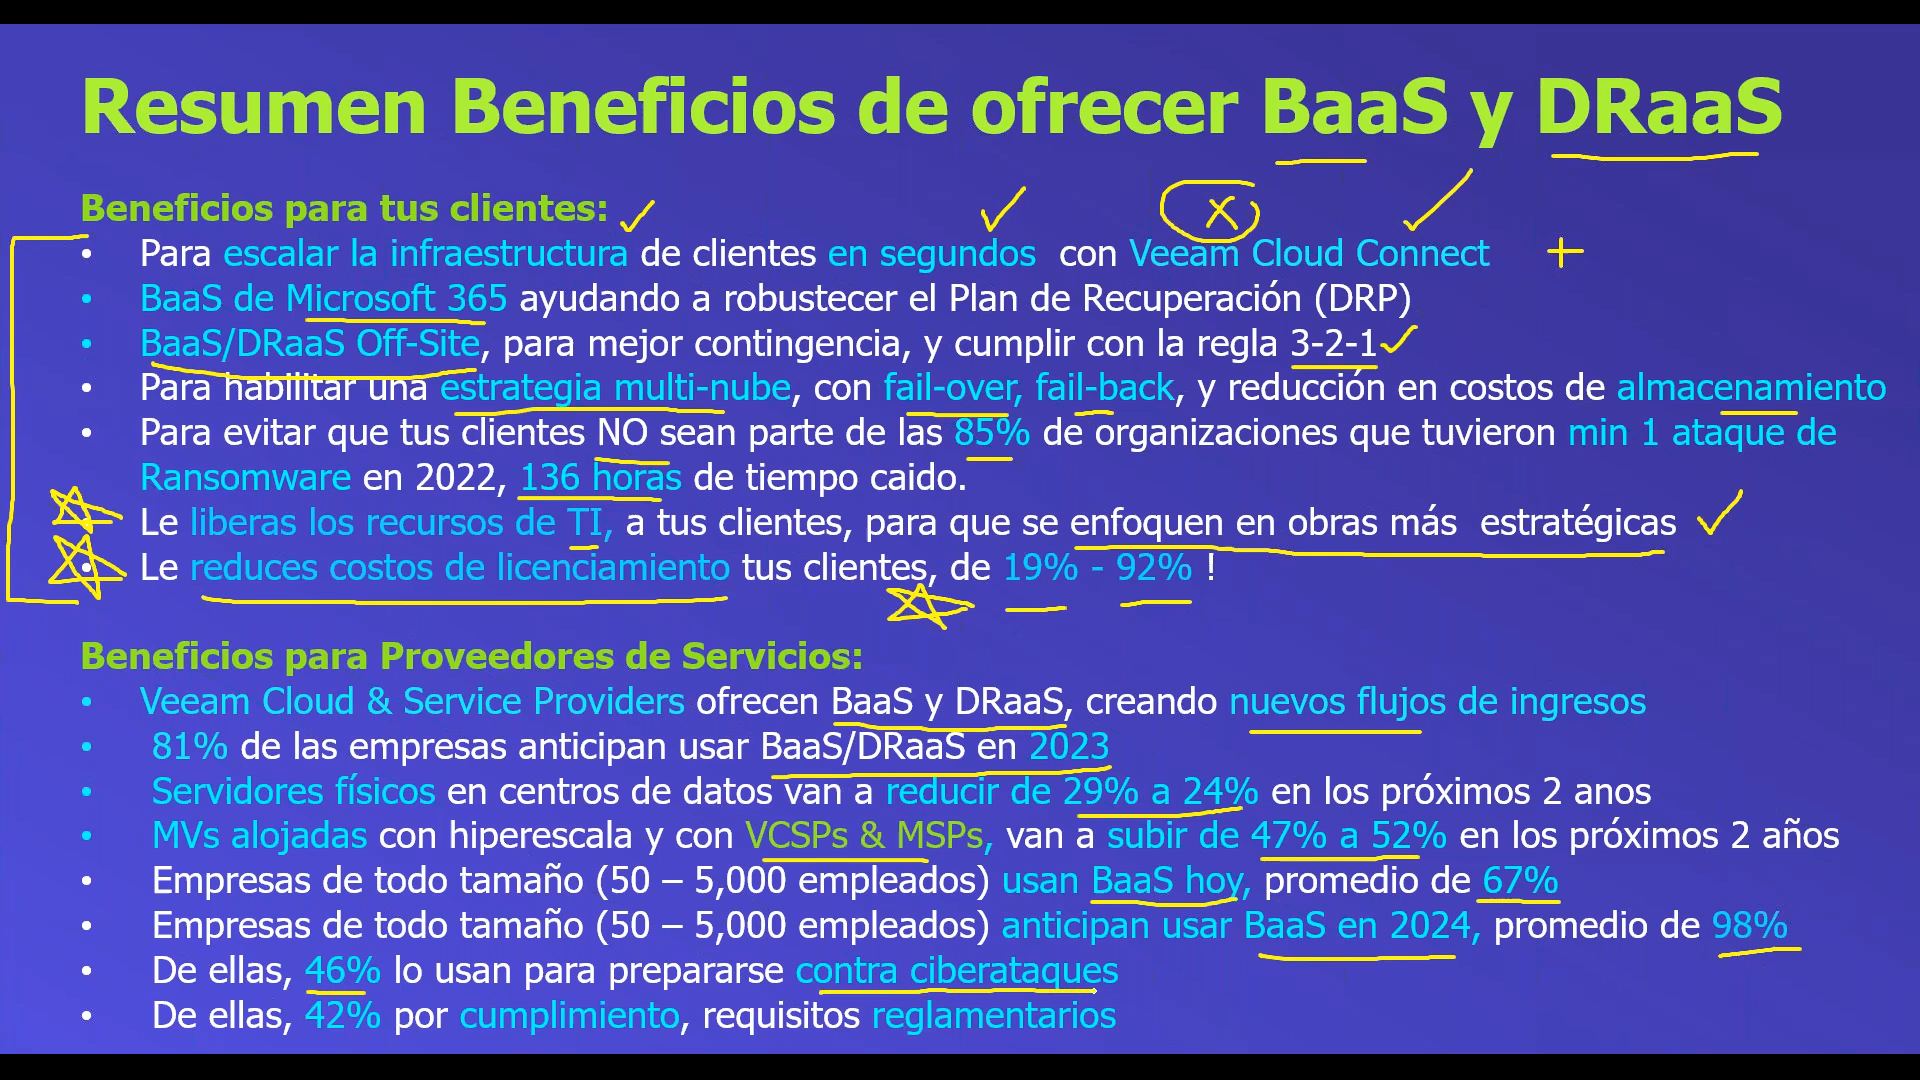 Resumen Beneficios de ofrecer BaaS y DRaaS
Beneficios para tus clientes:
• Para escalar la infraestructura de clientes en segundos con Veeam Cloud Connect
• BaaS de Microsoft 365 ayudando a robustecer el Plan de Recuperación (DRP)
• BaaS/DRaaS Off-Site, para mejor contingencia, y cumplir con la regla 3-2-1
• Para habilitar una estrategia multi-nube, con fail-over, fail-back, y reducción en costos de almacenamiento
• Para evitar que tus clientes NO sean parte de las 85% de organizaciones que tuvieron min 1 ataque de
Ransomware en 2022, 136 horas de tiempo caido.
• Le liberas los recursos de TI, a tus clientes, para que se enfoquen en obras más estratégicas
• Le reduces costos de licenciamiento tus clientes, de 19% - 92% !
Beneficios para Proveedores de Servicios:
• Veeam Cloud & Service Providers ofrecen BaaS y DRaaS, creando nuevos flujos de ingresos
• 81% de las empresas anticipan usar BaaS/DRaaS en 2023
• Servidores físicos en centros de datos van a reducir de 29% a 24% en los próximos 2 anos
• MVs alojadas con hiperescala y con VCSPs & MSPs, van a subir de 47% a 52% en los próximos 2 años
• Empresas de todo tamaño (50 – 5,000 empleados) usan BaaS hoy, promedio de 67%
• Empresas de todo tamaño (50 – 5,000 empleados) anticipan usar BaaS en 2024, promedio de 98%
• De ellas, 46% lo usan para prepararse contra ciberataques
• De ellas, 42% por cumplimiento, requisitos reglamentarios